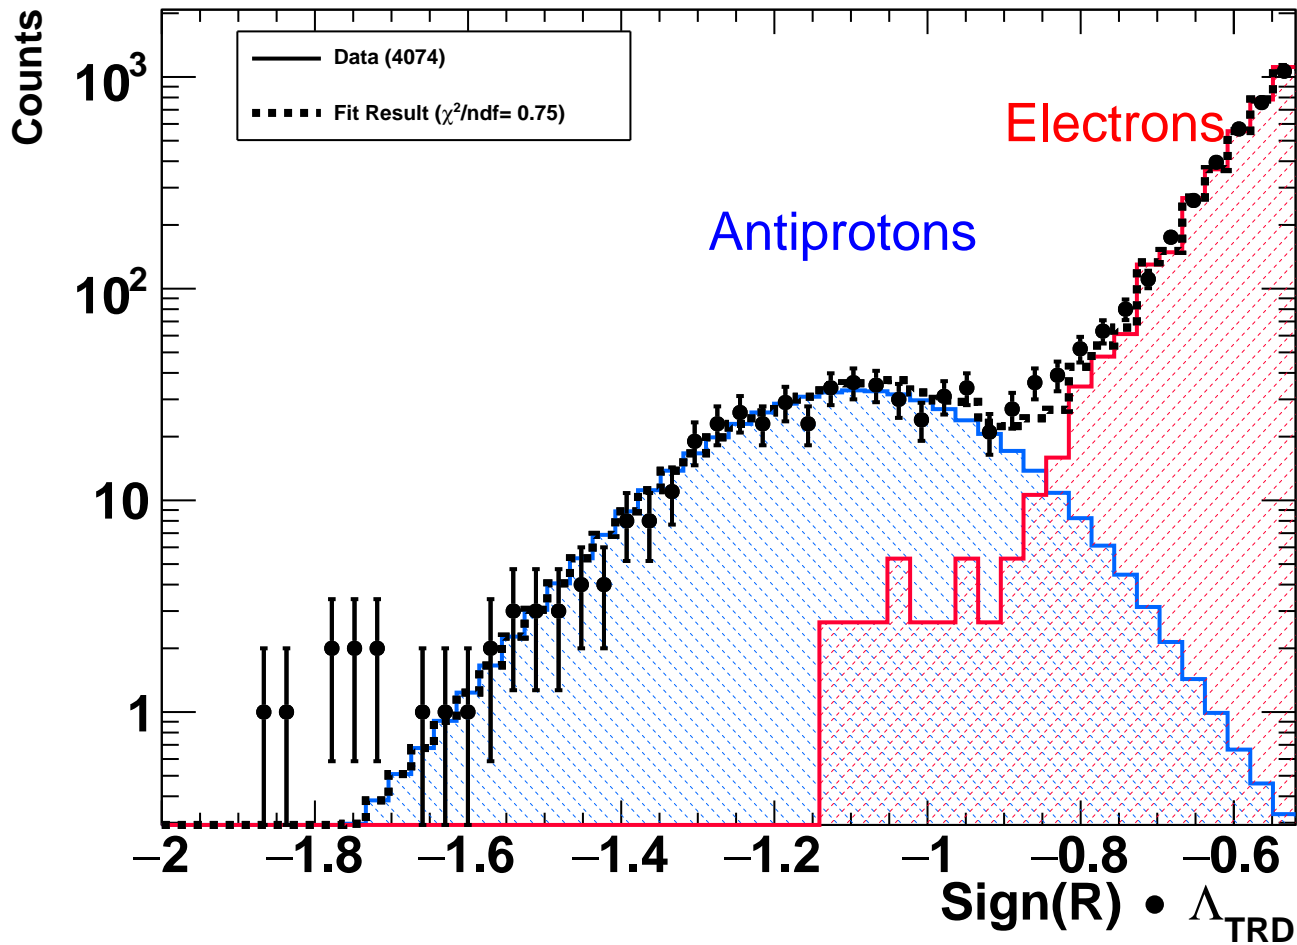 Counts
Data (4074)
Fit Result (χ²/ndf= 0.75)
Electrons
Antiprotons
10³
10²
10
1
−2 −1.8 −1.6 −1.4 −1.2 −1 −0.8 −0.6
Sign(R) • Λ_TRD